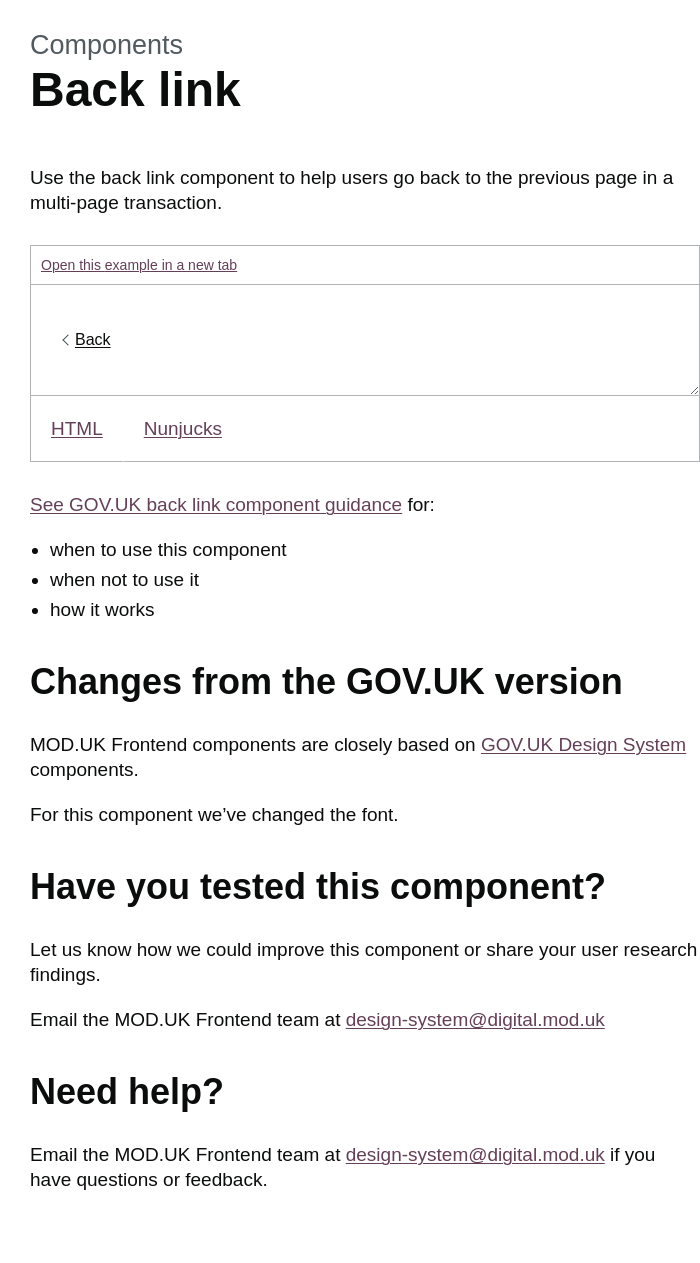 Components
Back link
Use the back link component to help users go back to the previous page in a
multi-page transaction.
Open this example in a new tab
Back
HTML
Nunjucks
See GOV.UK back link component guidance for:
when to use this component
when not to use it
how it works
Changes from the GOV.UK version
MOD.UK Frontend components are closely based on GOV.UK Design System
components.
For this component we’ve changed the font.
Have you tested this component?
Let us know how we could improve this component or share your user research
findings.
Email the MOD.UK Frontend team at design-system@digital.mod.uk
Need help?
Email the MOD.UK Frontend team at design-system@digital.mod.uk if you
have questions or feedback.